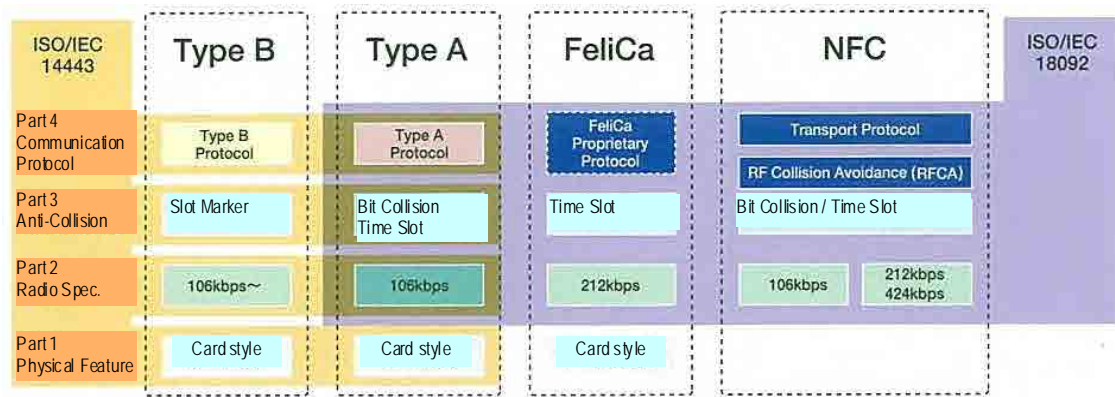 ISO/IEC
14443
Type B
Type A
FeliCa
NFC
ISO/IEC
18092
Part 4
Communication
Protocol
Type B
Protocol
Type A
Protocol
FeliCa
Proprietary
Protocol
Transport Protocol
RF Collision Avoidance (RFCA)
Part 3
Anti-Collision
Slot Marker
Bit Collision
Time Slot
Time Slot
Bit Collision / Time Slot
Part 2
Radio Spec.
106kbps～
106kbps
212kbps
106kbps
212kbps
424kbps
Part 1
Physical Feature
Card style
Card style
Card style